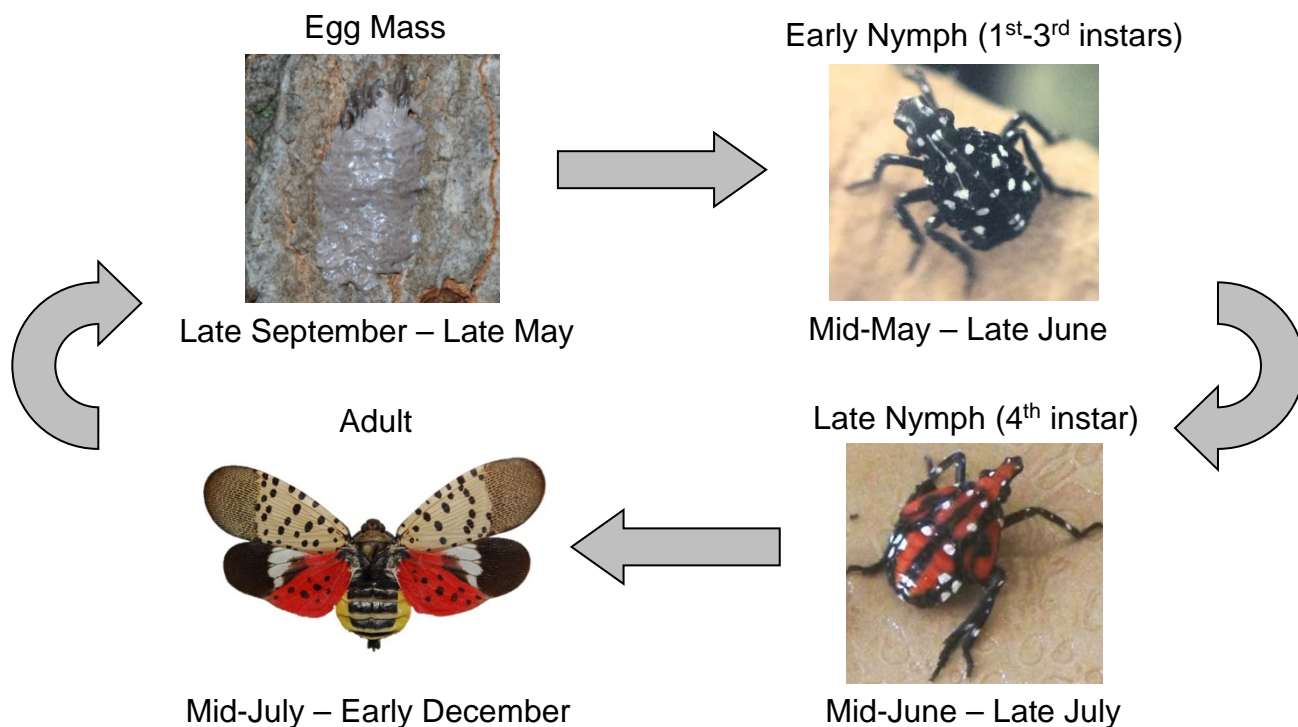 Egg Mass
Early Nymph (1st-3rd instars)
Late September – Late May
Mid-May – Late June
Adult
Late Nymph (4th instar)
Mid-July – Early December
Mid-June – Late July